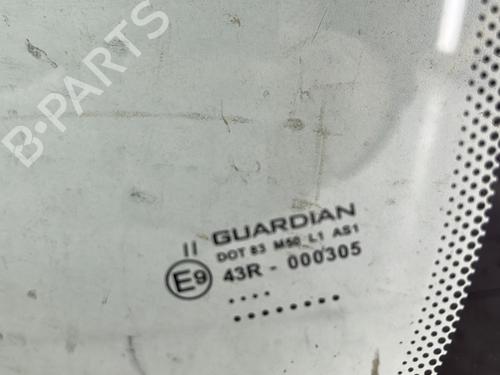 B-PARTS
II GUARDIAN
DOT 83 M50 L1 AS1
E9 43R - 000305
....
........